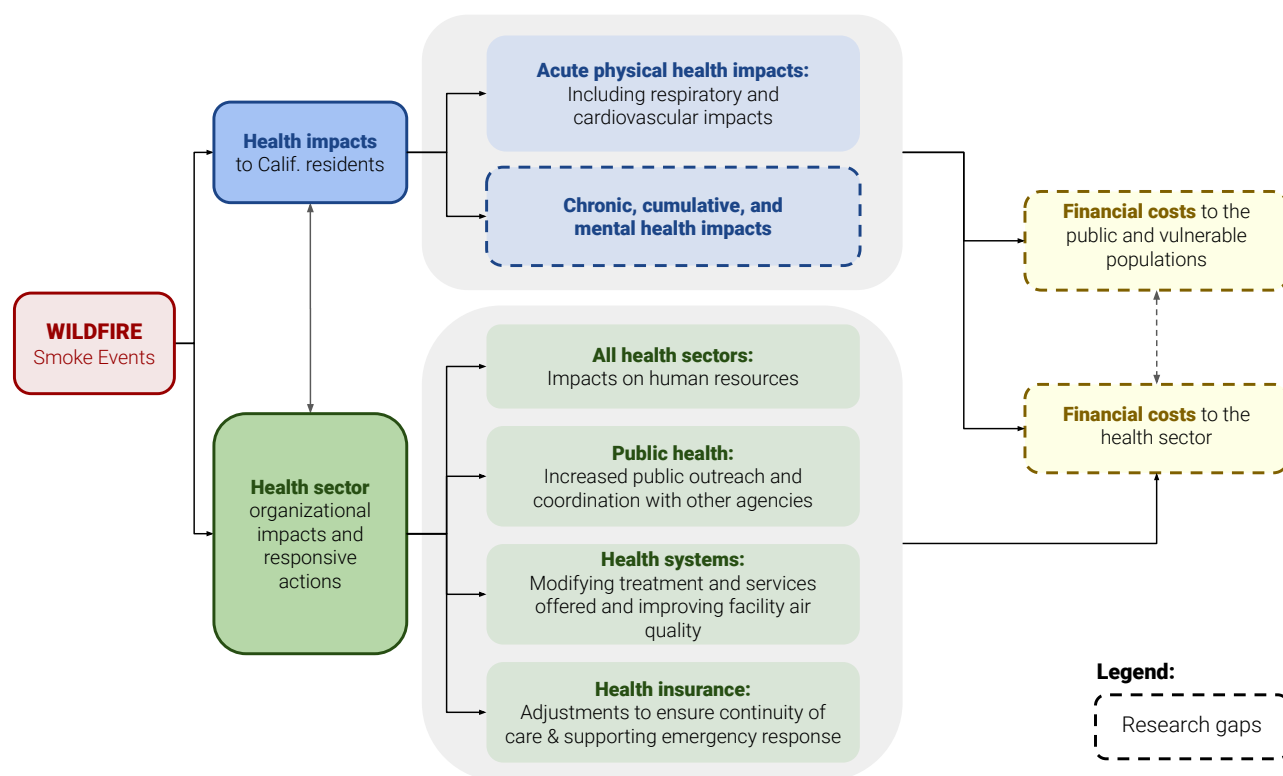 WILDFIRE
Smoke Events
Health impacts
to Calif. residents
Health sector
organizational
impacts and
responsive
actions
Acute physical health impacts:
Including respiratory and
cardiovascular impacts
Chronic, cumulative, and
mental health impacts
All health sectors:
Impacts on human resources
Public health:
Increased public outreach and
coordination with other agencies
Health systems:
Modifying treatment and services
offered and improving facility air
quality
Health insurance:
Adjustments to ensure continuity of
care & supporting emergency response
Financial costs to the
public and vulnerable
populations
Financial costs to the
health sector
Legend:
Research gaps